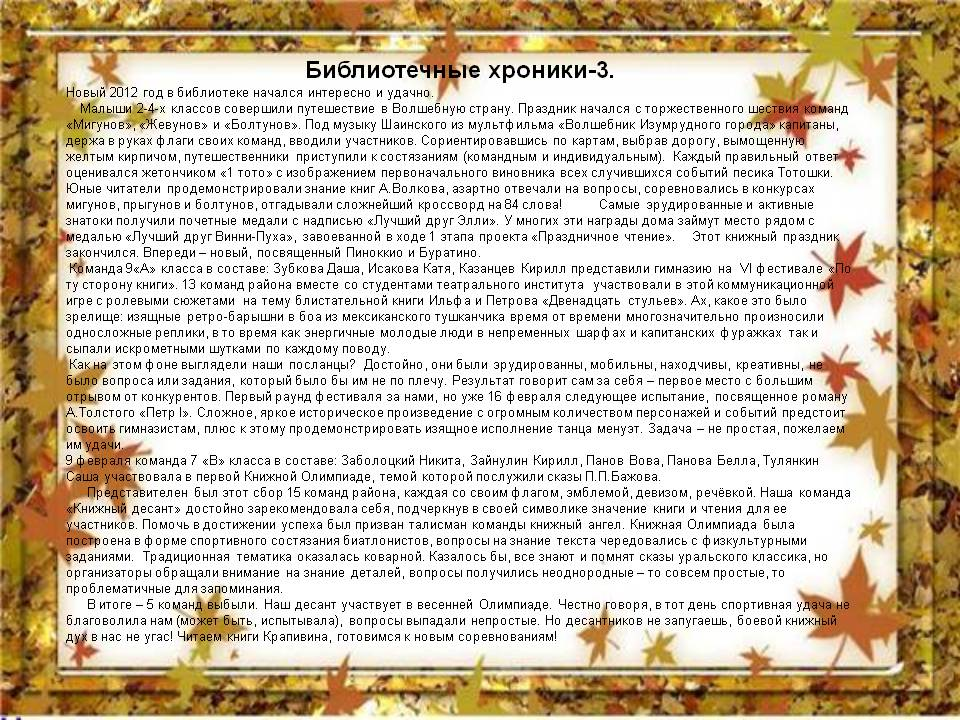 Библиотечные хроники-3.
Новый 2012 год в библиотеке начался интересно и удачно.
Малыши 2-4-х классов совершили путешествие в Волшебную страну. Праздник начался с торжественного шествия команд
«Мигунов», «Жевунов» и «Болтунов». Под музыку Шаинского из мультфильма «Волшебник Изумрудного города» капитаны,
держа в руках флаги своих команд, вводили участников. Сориентировавшись по картам, выбрав дорогу, вымощенную
желтым кирпичом, путешественники приступили к состязаниям (командным и индивидуальным). Каждый правильный ответ
оценивался жетончиком «1 тото» с изображением первоначального виновника всех случившихся событий песика Тотошки.
Юные читатели продемонстрировали знание книг А.Волкова, азартно отвечали на вопросы, соревновались в конкурсах
мигунов, прыгунов и болтунов, отгадывали сложнейший кроссворд на 84 слова! Самые эрудированные и активные
знатоки получили почетные медали с надписью «Лучший друг Элли». У многих эти награды дома займут место рядом с
медалью «Лучший друг Винни-Пуха», завоеванной в ходе 1 этапа проекта «Праздничное чтение». Этот книжный праздник
закончился. Впереди – новый, посвященный Пиноккио и Буратино.
Команда 9«А» класса в составе: Зубкова Даша, Исакова Катя, Казанцев Кирилл представили гимназию на VI фестивале «По
ту сторону книги». 13 команд района вместе со студентами театрального института участвовали в этой коммуникационной
игре с ролевыми сюжетами на тему блистательной книги Ильфа и Петрова «Двенадцать стульев». Ах, какое это было
зрелище: изящные ретро-барышни в боа из мексиканского тушканчика время от времени многозначительно произносили
односложные реплики, в то время как энергичные молодые люди в непременных шарфах и капитанских фуражках так и
сыпали искрометными шутками по каждому поводу.
Как на этом фоне выглядели наши посланцы? Достойно, они были эрудированны, мобильны, находчивы, креативны, не
было вопроса или задания, который было бы им не по плечу. Результат говорит сам за себя – первое место с большим
отрывом от конкурентов. Первый раунд фестиваля за нами, но уже 16 февраля следующее испытание, посвященное роману
А.Толстого «Петр I». Сложное, яркое историческое произведение с огромным количеством персонажей и событий предстоит
освоить гимназистам, плюс к этому продемонстрировать изящное исполнение танца менуэт. Задача – не простая, пожелаем
им удачи.
9 февраля команда 7 «В» класса в составе: Заболоцкий Никита, Зайнулин Кирилл, Панов Вова, Панова Белла, Тулянкин
Саша участвовала в первой Книжной Олимпиаде, темой которой послужили сказы П.П.Бажова.
Представителен был этот сбор 15 команд района, каждая со своим флагом, эмблемой, девизом, речёвкой. Наша команда
«Книжный десант» достойно зарекомендовала себя, подчеркнув в своей символике значение книги и чтения для ее
участников. Помочь в достижении успеха был призван талисман команды книжный ангел. Книжная Олимпиада была
построена в форме спортивного состязания биатлонистов, вопросы на знание текста чередовались с физкультурными
заданиями. Традиционная тематика оказалась коварной. Казалось бы, все знают и помнят сказы уральского классика, но
организаторы обращали внимание на знание деталей, вопросы получились неоднородные – то совсем простые, то
проблематичные для запоминания.
В итоге – 5 команд выбыли. Наш десант участвует в весенней Олимпиаде. Честно говоря, в тот день спортивная удача не
благоволила нам (может быть, испытывала), вопросы выпадали непростые. Но десантников не запугаешь, боевой книжный
дух в нас не угас! Читаем книги Крапивина, готовимся к новым соревнованиям!